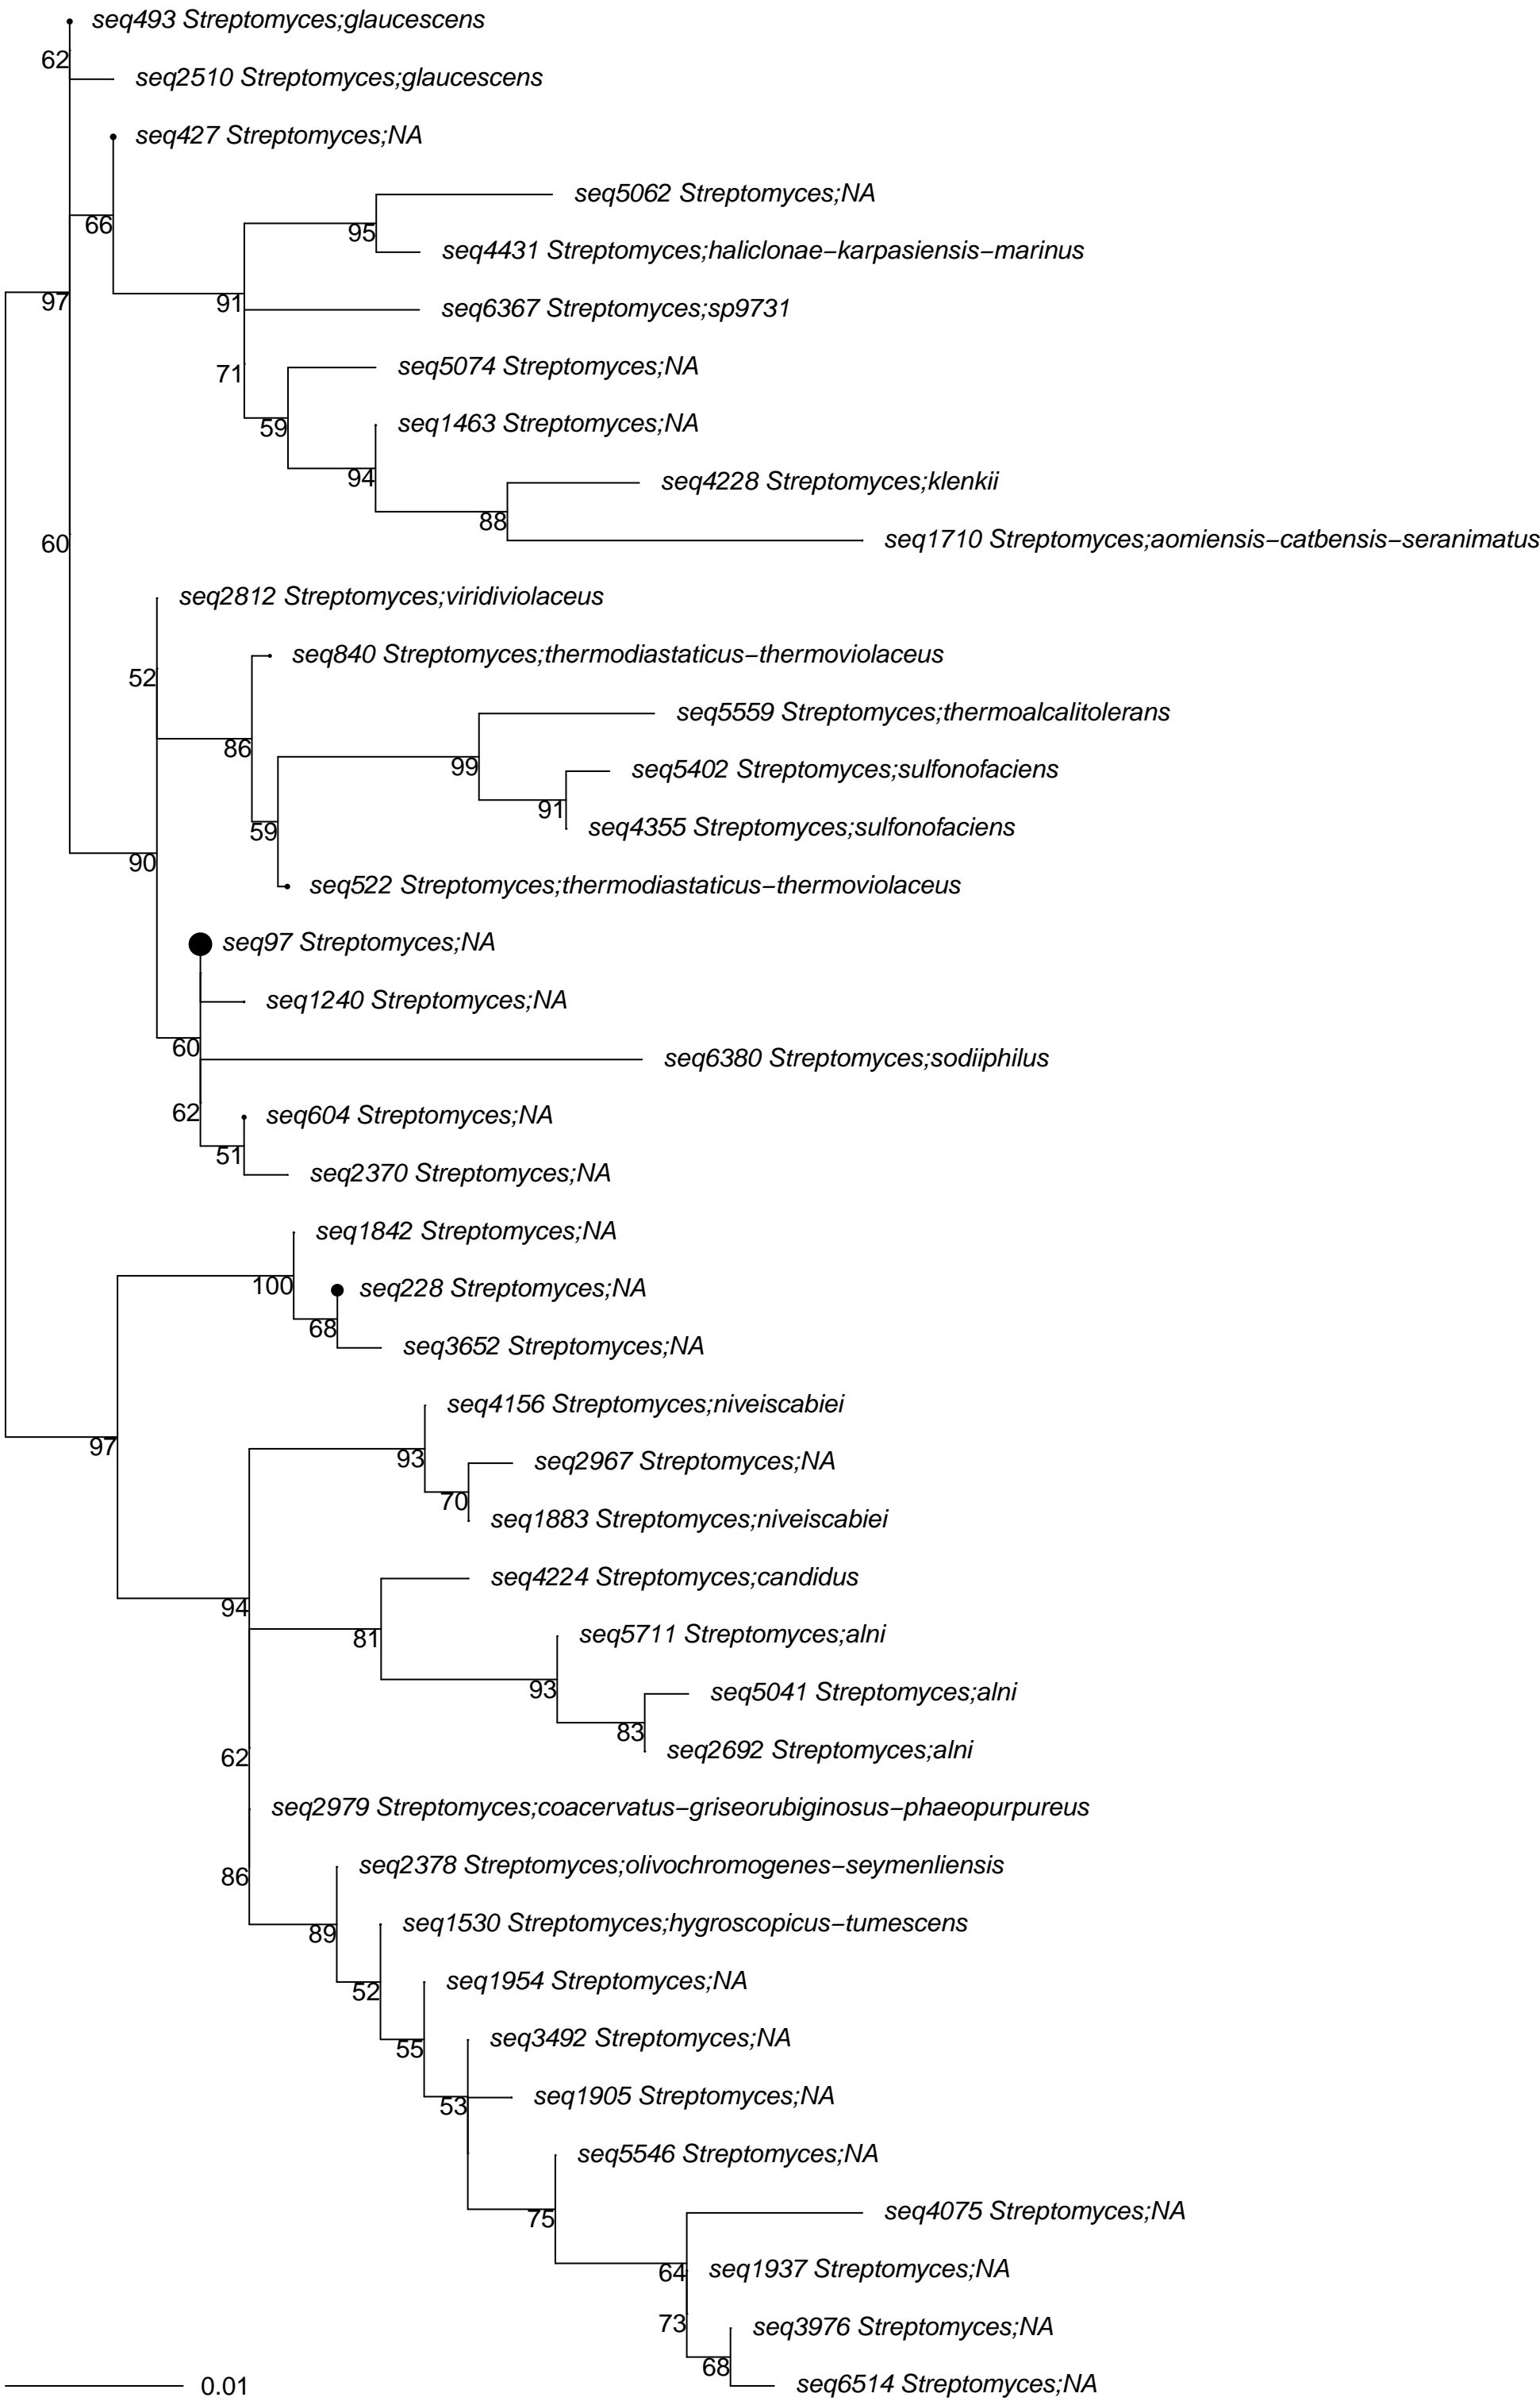 seq493 Streptomyces;glaucescens
62
seq2510 Streptomyces;glaucescens
seq427 Streptomyces;NA
seq5062 Streptomyces;NA
66
95
seq4431 Streptomyces;haliclonae−karpasiensis−marinus
97
91
seq6367 Streptomyces;sp9731
seq5074 Streptomyces;NA
71
seq1463 Streptomyces;NA
59
94
seq4228 Streptomyces;klenkii
88
seq1710 Streptomyces;aomiensis−catbensis−seranimatus
60
seq2812 Streptomyces;viridiviolaceus
seq840 Streptomyces;thermodiastaticus−thermoviolaceus
52
seq5559 Streptomyces;thermoalcalitolerans
86
99
seq5402 Streptomyces;sulfonofaciens
91
seq4355 Streptomyces;sulfonofaciens
59
90
seq522 Streptomyces;thermodiastaticus−thermoviolaceus
seq97 Streptomyces;NA
seq1240 Streptomyces;NA
60
seq6380 Streptomyces;sodiiphilus
62
seq604 Streptomyces;NA
51
seq2370 Streptomyces;NA
seq1842 Streptomyces;NA
100
seq228 Streptomyces;NA
68
seq3652 Streptomyces;NA
seq4156 Streptomyces;niveiscabiei
97
93
seq2967 Streptomyces;NA
70
seq1883 Streptomyces;niveiscabiei
seq4224 Streptomyces;candidus
94
81
seq5711 Streptomyces;alni
93
seq5041 Streptomyces;alni
83
seq2692 Streptomyces;alni
62
seq2979 Streptomyces;coacervatus−griseorubiginosus−phaeopurpureus
seq2378 Streptomyces;olivochromogenes−seymenliensis
86
seq1530 Streptomyces;hygroscopicus−tumescens
89
seq1954 Streptomyces;NA
52
seq3492 Streptomyces;NA
55
seq1905 Streptomyces;NA
53
seq5546 Streptomyces;NA
seq4075 Streptomyces;NA
75
seq1937 Streptomyces;NA
64
73
seq3976 Streptomyces;NA
68
seq6514 Streptomyces;NA
0.01